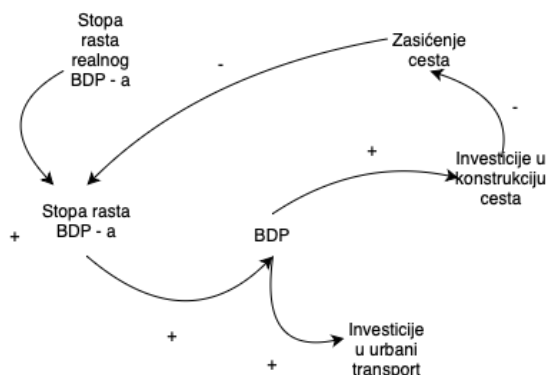 Stopa
rasta
realnog
BDP - a
-
Zasićenje
cesta
-
+
Investicije u
konstrukciju
cesta
+
Stopa rasta
BDP - a
BDP
+
+
Investicije
u urbani
transport